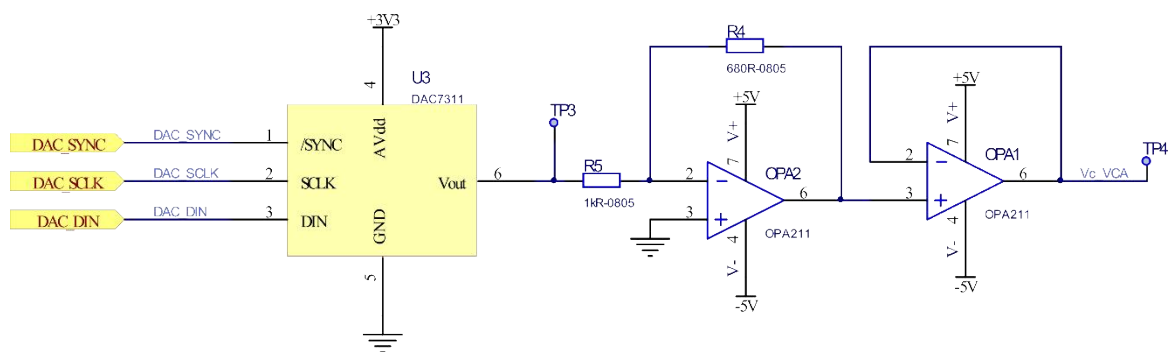 +3V3
4
U3
DAC7311
R4
680R-0805
+5V
+5V
TP3
TP4
DAC_SYNC
DAC_SYNC
1
/SYNC
AVdd
V+
7
V+
7
DAC_SCLK
DAC_SCLK
2
SCLK
Vout
6
R5
1kR-0805
2
OPA2
6
2
OPA1
6
Vc_VCA
DAC_DIN
DAC_DIN
3
DIN
GND
3
OPA211
3
OPA211
5
4
V-
4
V-
-5V
-5V